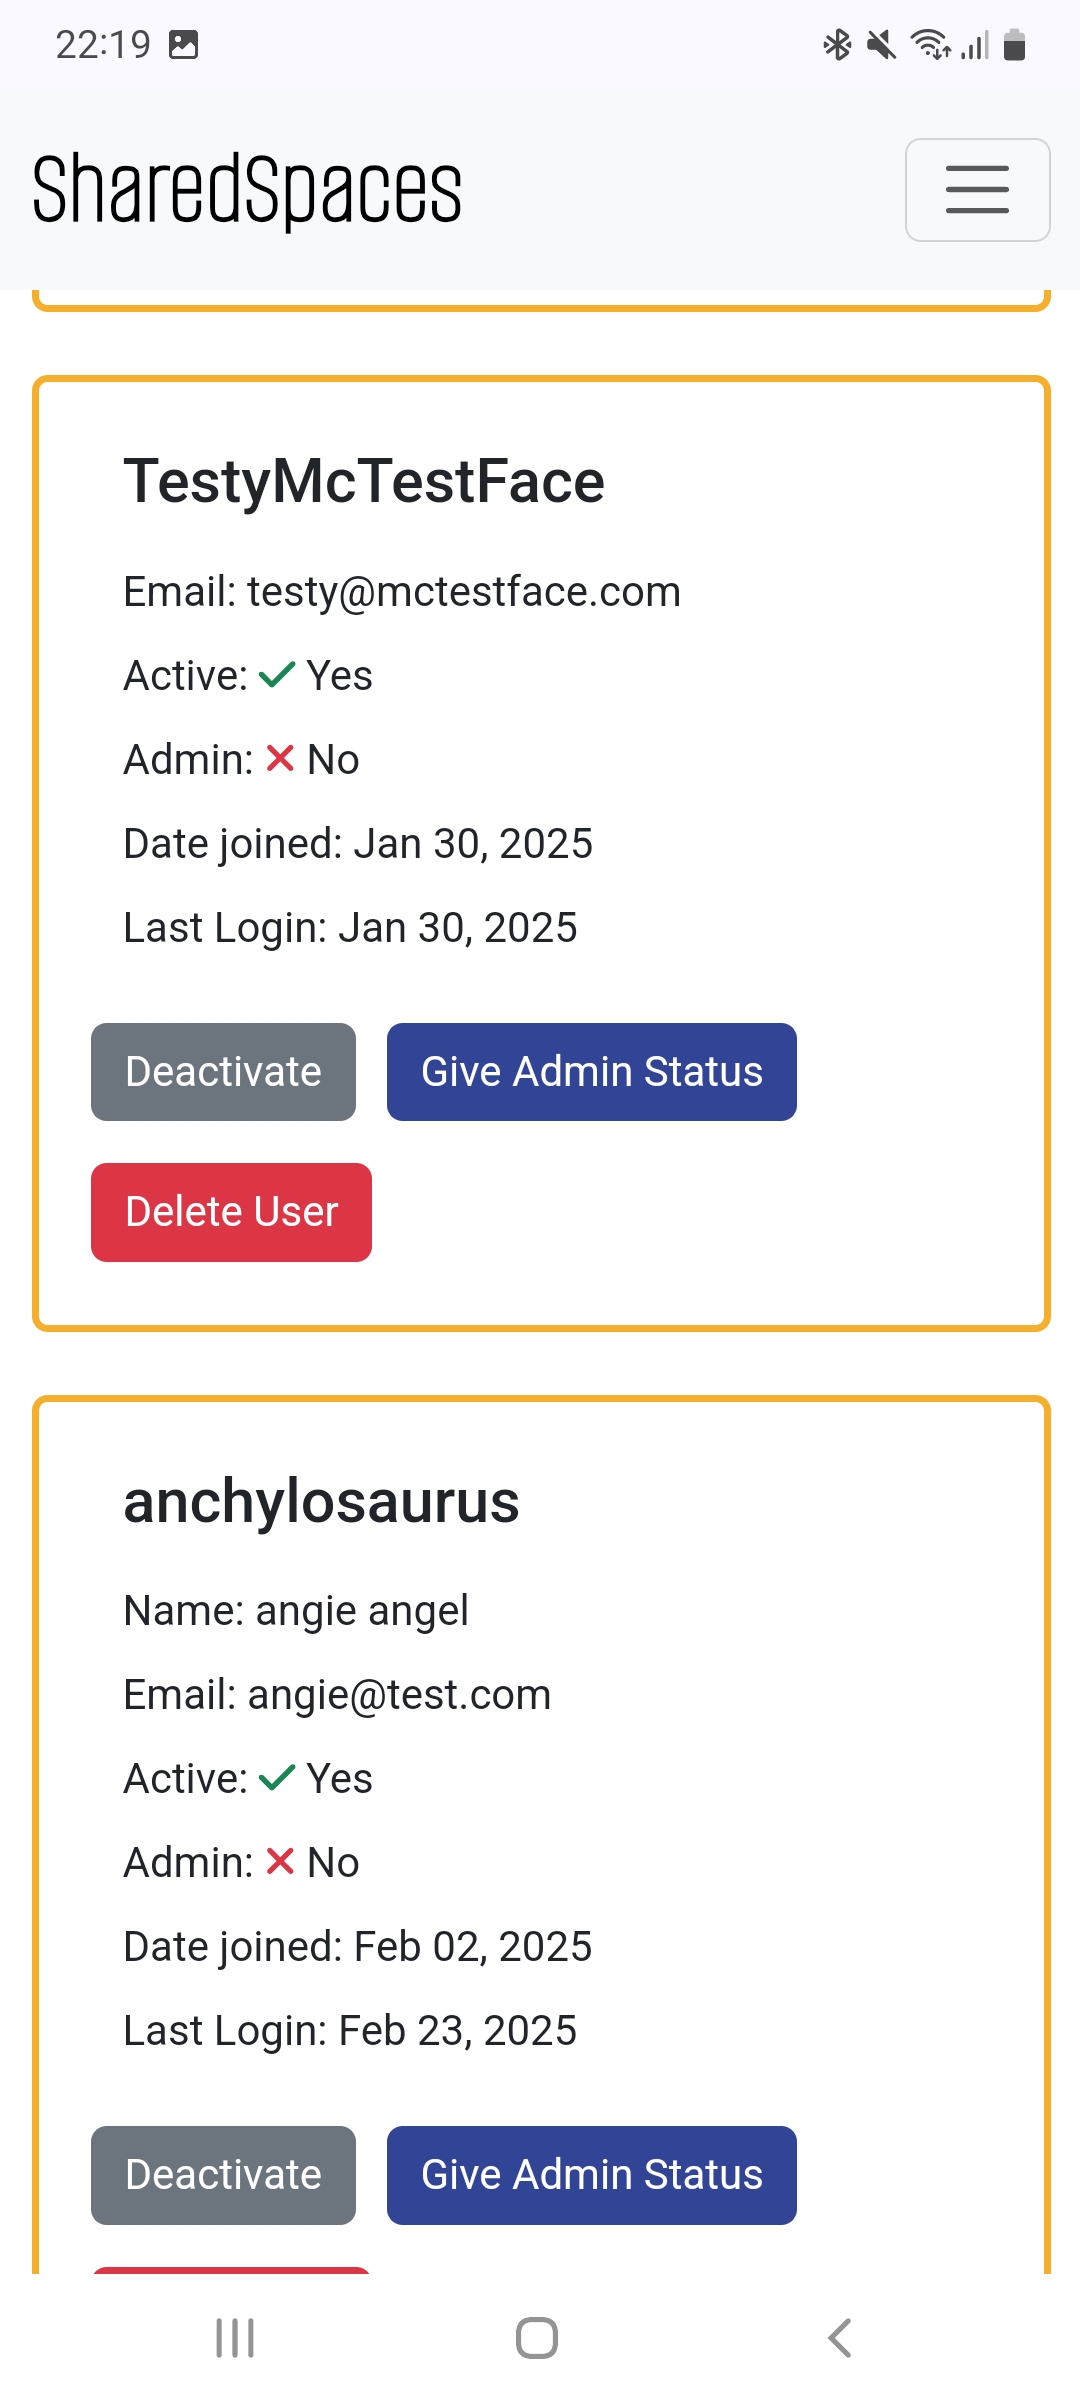 22:19
SharedSpaces
TestyMcTestFace
Email: testy@mctestface.com
Active: Yes
Admin: No
Date joined: Jan 30, 2025
Last Login: Jan 30, 2025
Deactivate Give Admin Status
Delete User
anchylosaurus
Name: angie angel
Email: angie@test.com
Active: Yes
Admin: No
Date joined: Feb 02, 2025
Last Login: Feb 23, 2025
Deactivate Give Admin Status